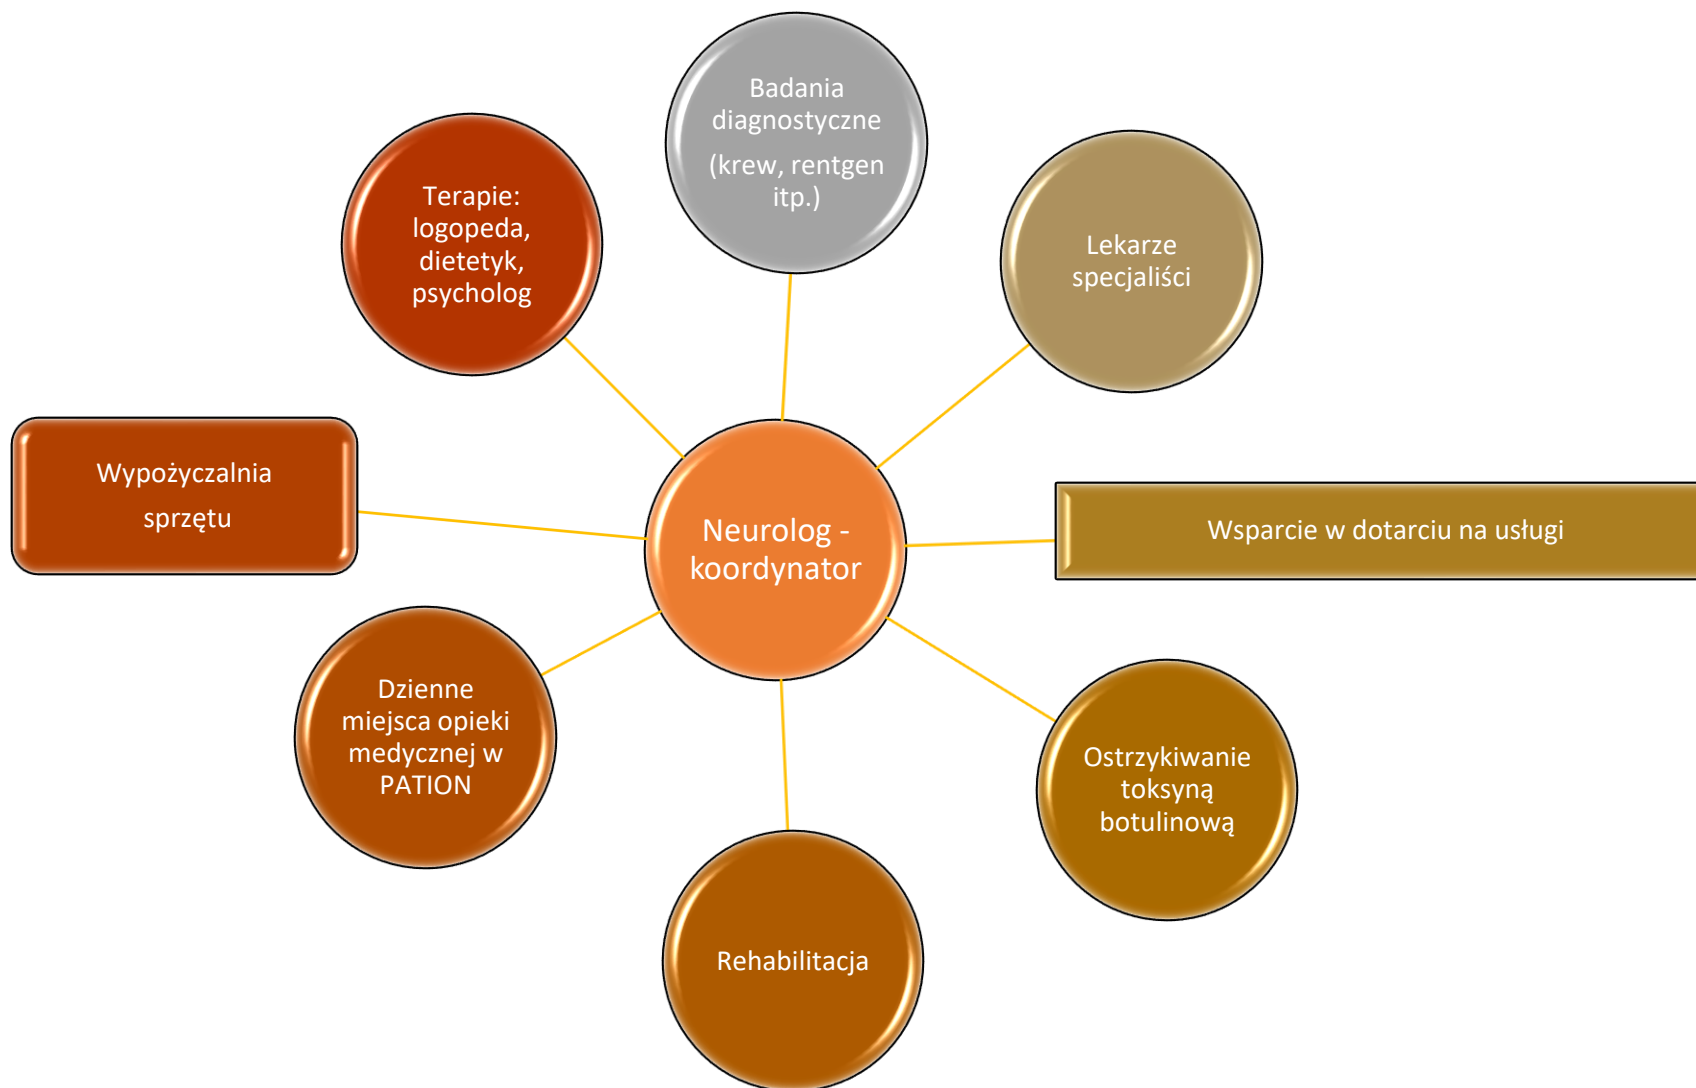 Badania
diagnostyczne
(krew, rentgen
itp.)
Terapie:
logopeda,
dietetyk,
psycholog
Lekarze
specjaliści
Wypożyczalnia
sprzętu
Neurolog -
koordynator
Wsparcie w dotarciu na usługi
Dzienne
miejsca opieki
medycznej w
PATION
Ostrzykiwanie
toksyną
botulinową
Rehabilitacja